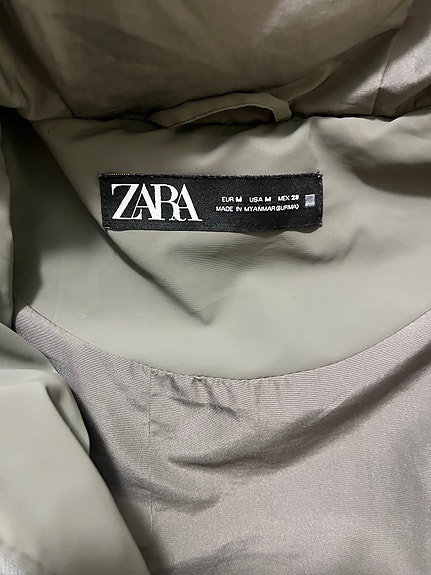 ZARA
EUR M USA M MEX 28
MADE IN MYANMAR(BURMA)